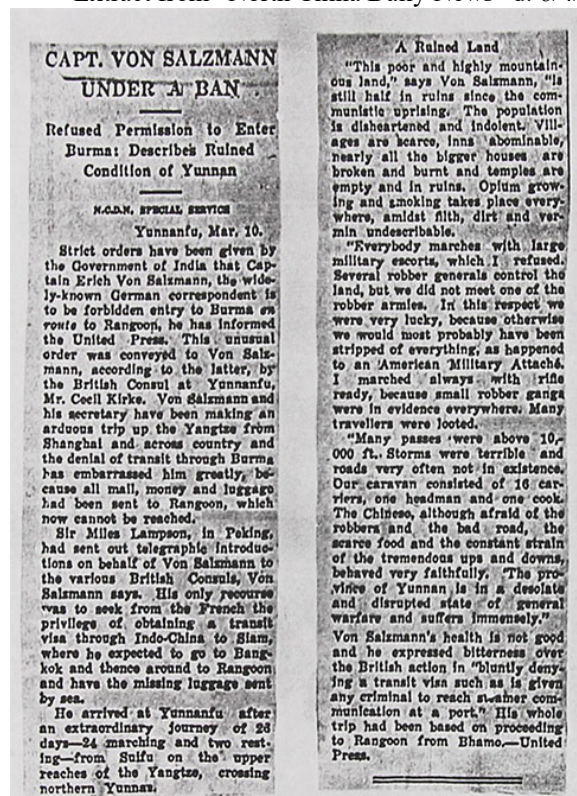 Extract from "North China Daily News" d.
CAPT. VON SALZMANN
UNDER A BAN
Refused Permission to Enter
Burma: Describes Ruined
Condition of Yunnan
N.C.D.N. SPECIAL SERVICE
Yunnanfu, Mar. 10.
Strict orders have been given by
the Government of India that Cap-
tain Erich Von Salzmann, the wide-
ly-known German correspondent is
to be forbidden entry to Burma en
route to Rangoon, he has informed
the United Press. This unusual
order was conveyed to Von Salz-
mann, according to the latter, by
the British Consul at Yunnanfu,
Mr. Cecil Kirke. Von Salzmann and
his secretary have been making an
arduous trip up the Yangtze from
Shanghai and across country and
the denial of transit through Burma
has embarrassed him greatly, be-
cause all mail, money and luggage
had been sent to Rangoon, which
now cannot be reached.
Sir Miles Lampson, in Peking,
had sent out telegraphic introduc-
tions on behalf of Von Salzmann to
the various British Consuls, Von
Salzmann says. His only recourse
was to seek from the French the
privilege of obtaining a transit
visa through Indo-China to Siam,
where he expected to go to Bang-
kok and thence around to Rangoon
and have the missing luggage sent
by sea.
He arrived at Yunnanfu after
an extraordinary journey of 26
days—24 marching and two rest-
ing—from Suifu on the upper
reaches of the Yangtze, crossing
northern Yunnan.
A Ruined Land
"This poor and highly mountain-
ous land," says Von Salzmann, "is
still half in ruins since the com-
munistic uprising. The population
is disheartened and indolent. Vill-
ages are scarce, inns abominable,
nearly all the bigger houses are
broken and burnt and temples are
empty and in ruins. Opium grow-
ing and smoking takes place every-
where, amidst filth, dirt and ver-
min undescribable.
"Everybody marches with large
military escorts, which I refused.
Several robber generals control the
land, but we did not meet one of the
robber armies. In this respect we
were very lucky, because otherwise
we would most probably have been
stripped of everything, as happened
to an American Military Attaché.
I marched always with rifle
ready, because small robber gangs
were in evidence everywhere. Many
travellers were looted.
"Many passes were above 10,-
000 ft. Storms were terrible and
roads very often not in existence.
Our caravan consisted of 16 car-
riers, one headman and one cook.
The Chinese, although afraid of the
robbers and the bad road, the
scarce food and the constant strain
of the tremendous ups and downs,
behaved very faithfully. The pro-
vince of Yunnan is in a desolate
and disrupted state of general
warfare and suffers immensely."
Von Salzmann's health is not good
and he expressed bitterness over
the British action in "bluntly deny-
ing a transit visa such as is given
any criminal to reach steamer com-
munication at a port." His whole
trip had been based on proceeding
to Rangoon from Bhamo.—United
Press.